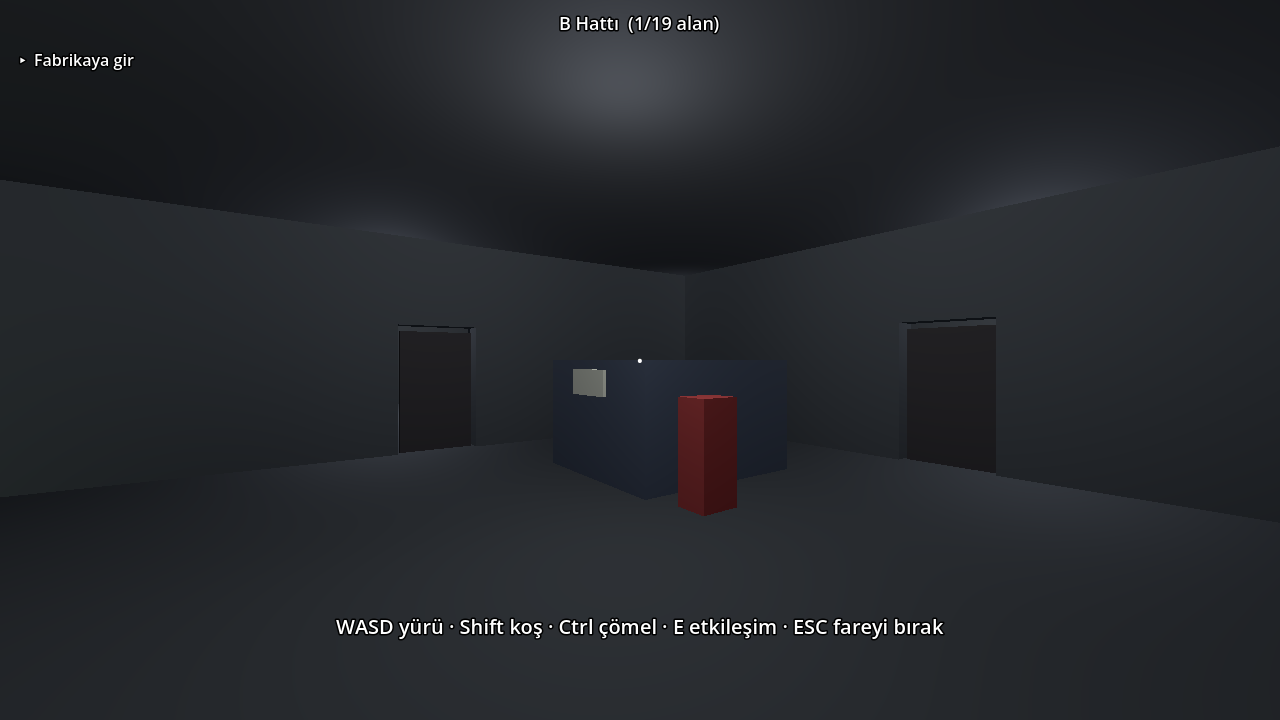 B Hattı (1/19 alan)
▸ Fabrikaya gir
WASD yürü · Shift koş · Ctrl çömel · E etkileşim · ESC fareyi bırak